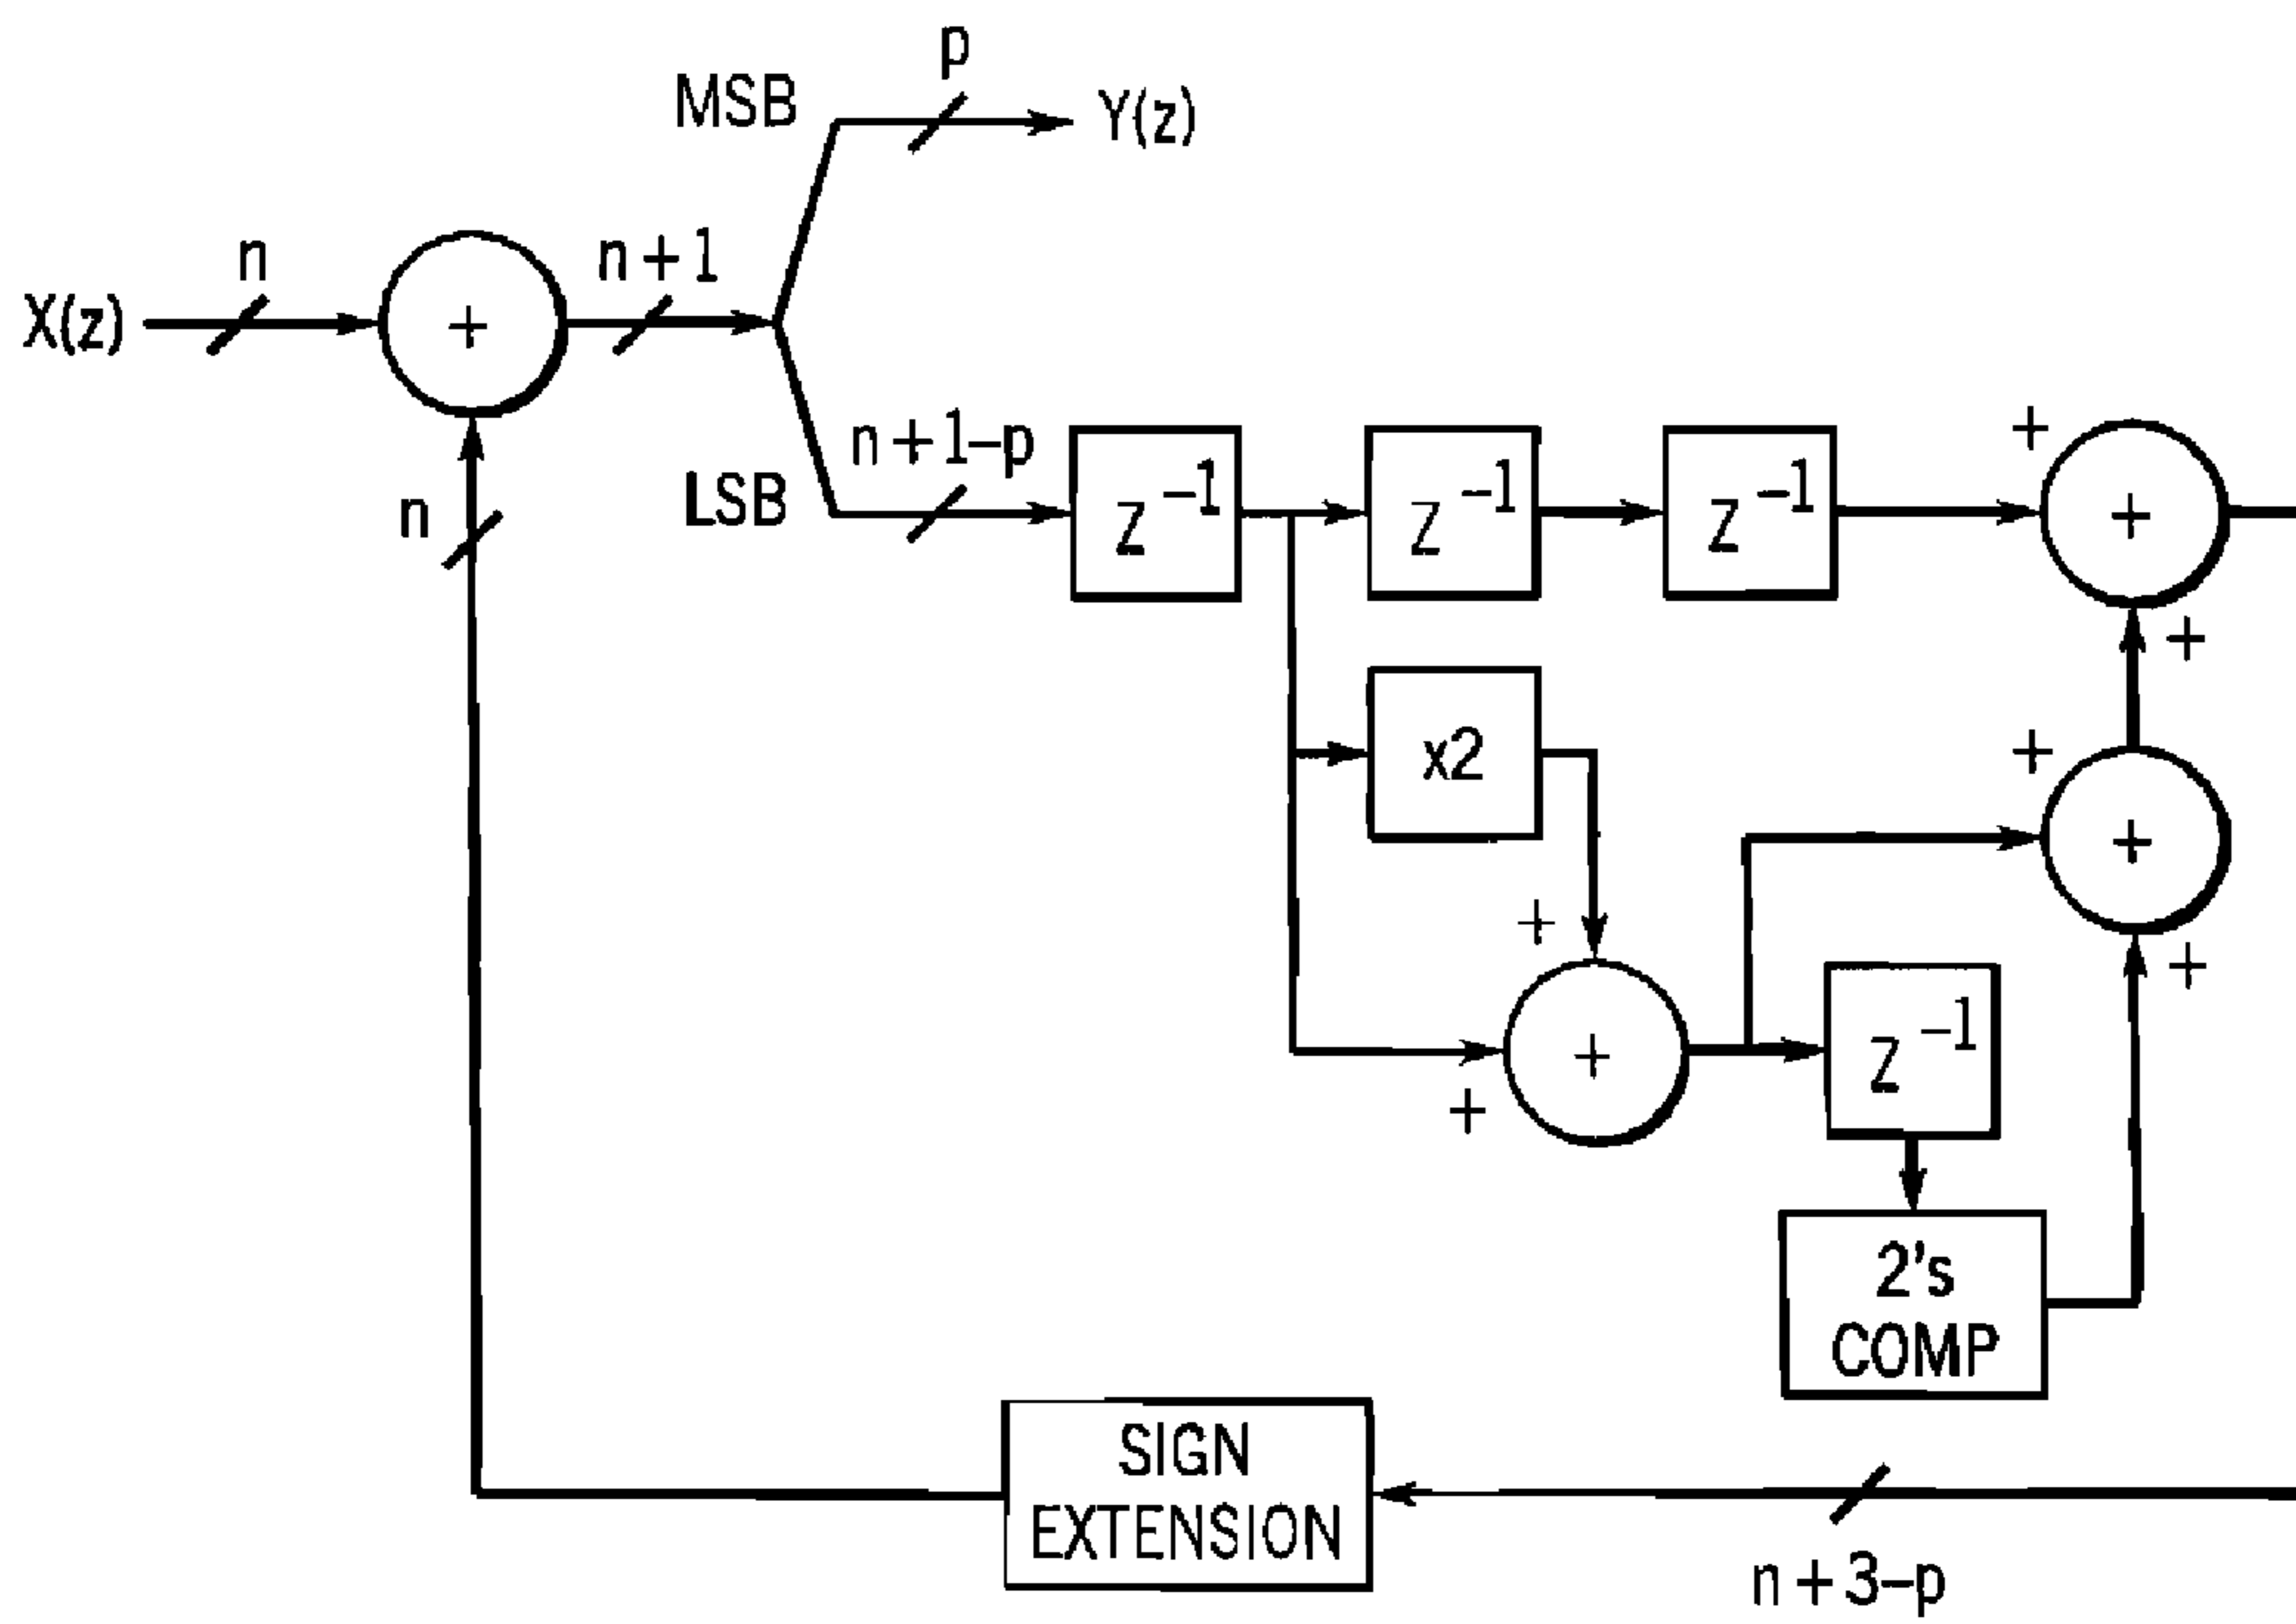 p
MSB
Y(z)
n
n + 1
X(z)
+
n + 1–p
z –1
z –1
z –1
+
+
LSB
n
+
x2
+
+
+
+
z –1
+
+
+
2's
COMP
SIGN
EXTENSION
n + 3–p